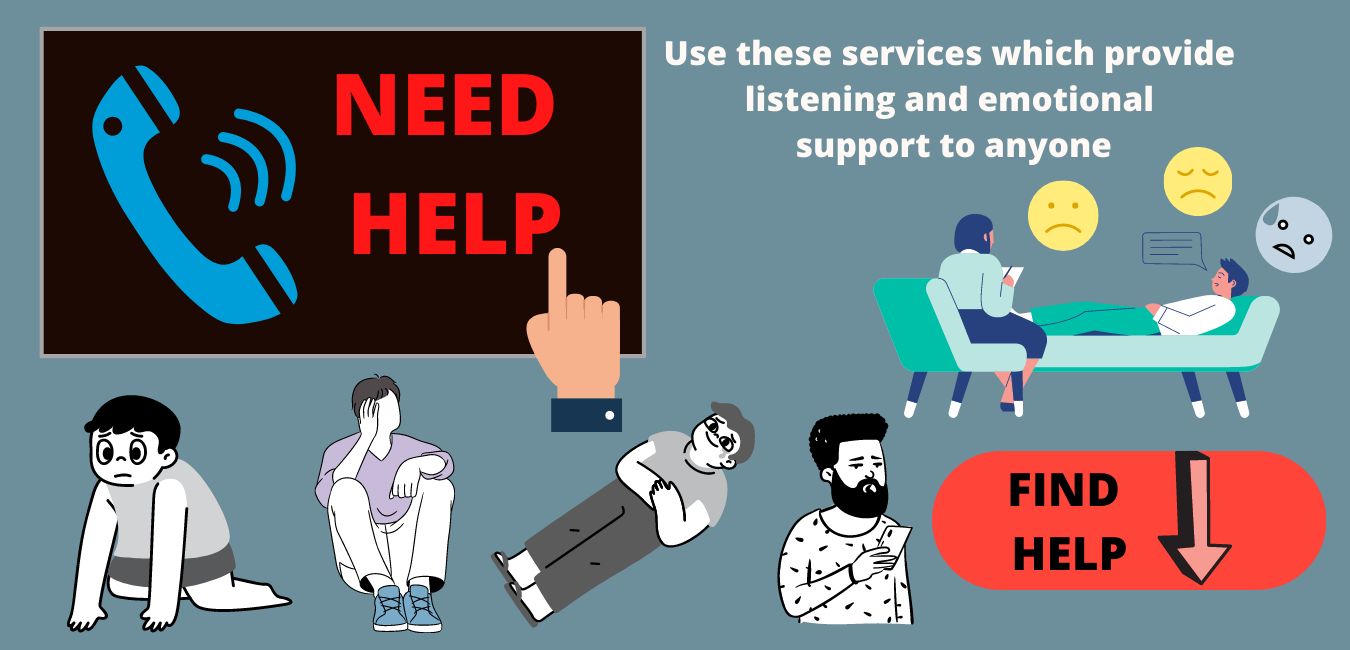 NEED
HELP
Use these services which provide
listening and emotional
support to anyone
FIND
HELP